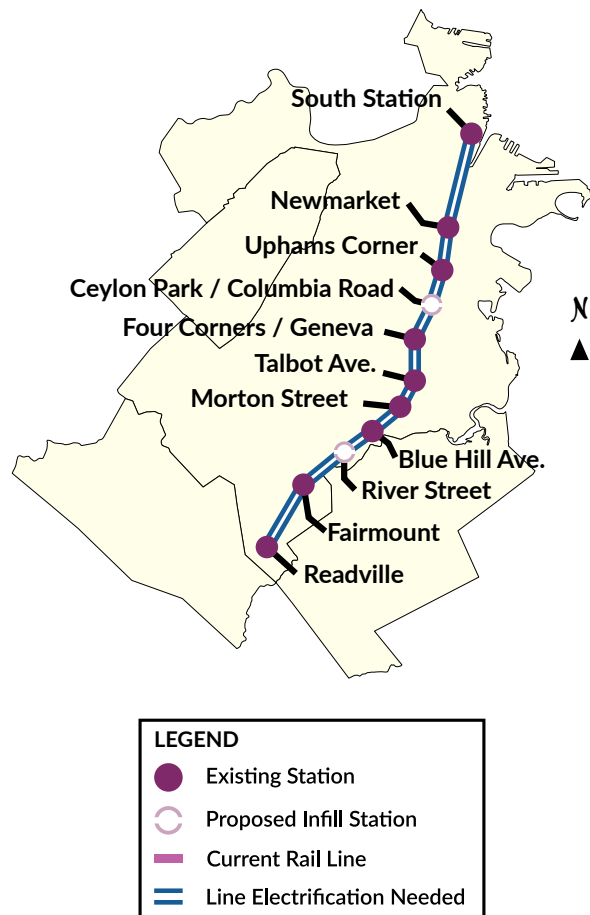 South Station
Newmarket
Uphams Corner
Ceylon Park / Columbia Road
N
Four Corners / Geneva
Talbot Ave.
Morton Street
Blue Hill Ave.
River Street
Fairmount
Readville
LEGEND
Existing Station
Proposed Infill Station
Current Rail Line
Line Electrification Needed